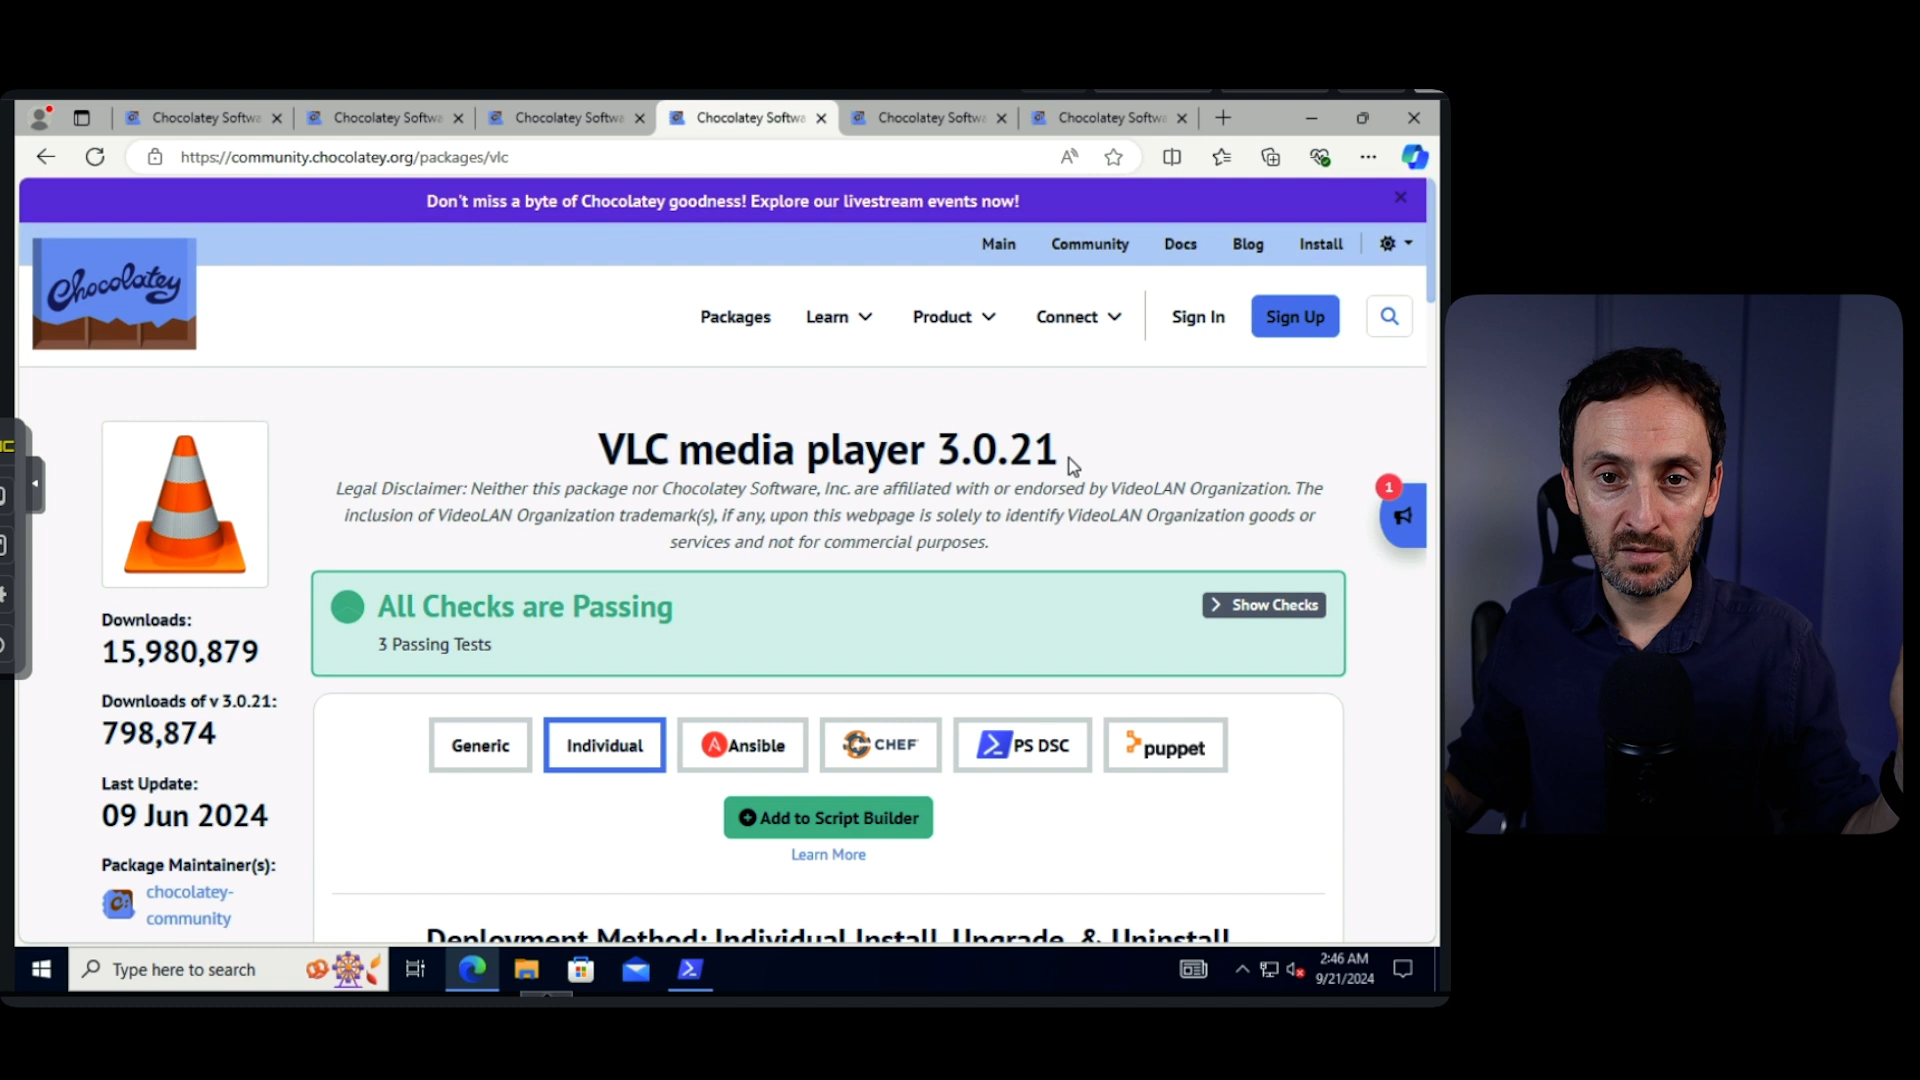 Chocolatey Softwa
Chocolatey Softwa
Chocolatey Softwa
Chocolatey Softwa
Chocolatey Softwa
Chocolatey Softwa
https://community.chocolatey.org/packages/vlc
Don't miss a byte of Chocolatey goodness! Explore our livestream events now!
Main Community Docs Blog Install
Chocolatey
Packages Learn Product Connect Sign In Sign Up
VLC media player 3.0.21
Legal Disclaimer: Neither this package nor Chocolatey Software, Inc. are affiliated with or endorsed by VideoLAN Organization. The
inclusion of VideoLAN Organization trademark(s), if any, upon this webpage is solely to identify VideoLAN Organization goods or
services and not for commercial purposes.
1
All Checks are Passing
Show Checks
3 Passing Tests
Downloads:
15,980,879
Downloads of v 3.0.21:
798,874
Last Update:
09 Jun 2024
Package Maintainer(s):
chocolatey-
community
Generic Individual Ansible CHEF PS DSC puppet
Add to Script Builder
Learn More
Deployment Method: Individual Install, Upgrade, & Uninstall
Type here to search
2:46 AM
9/21/2024